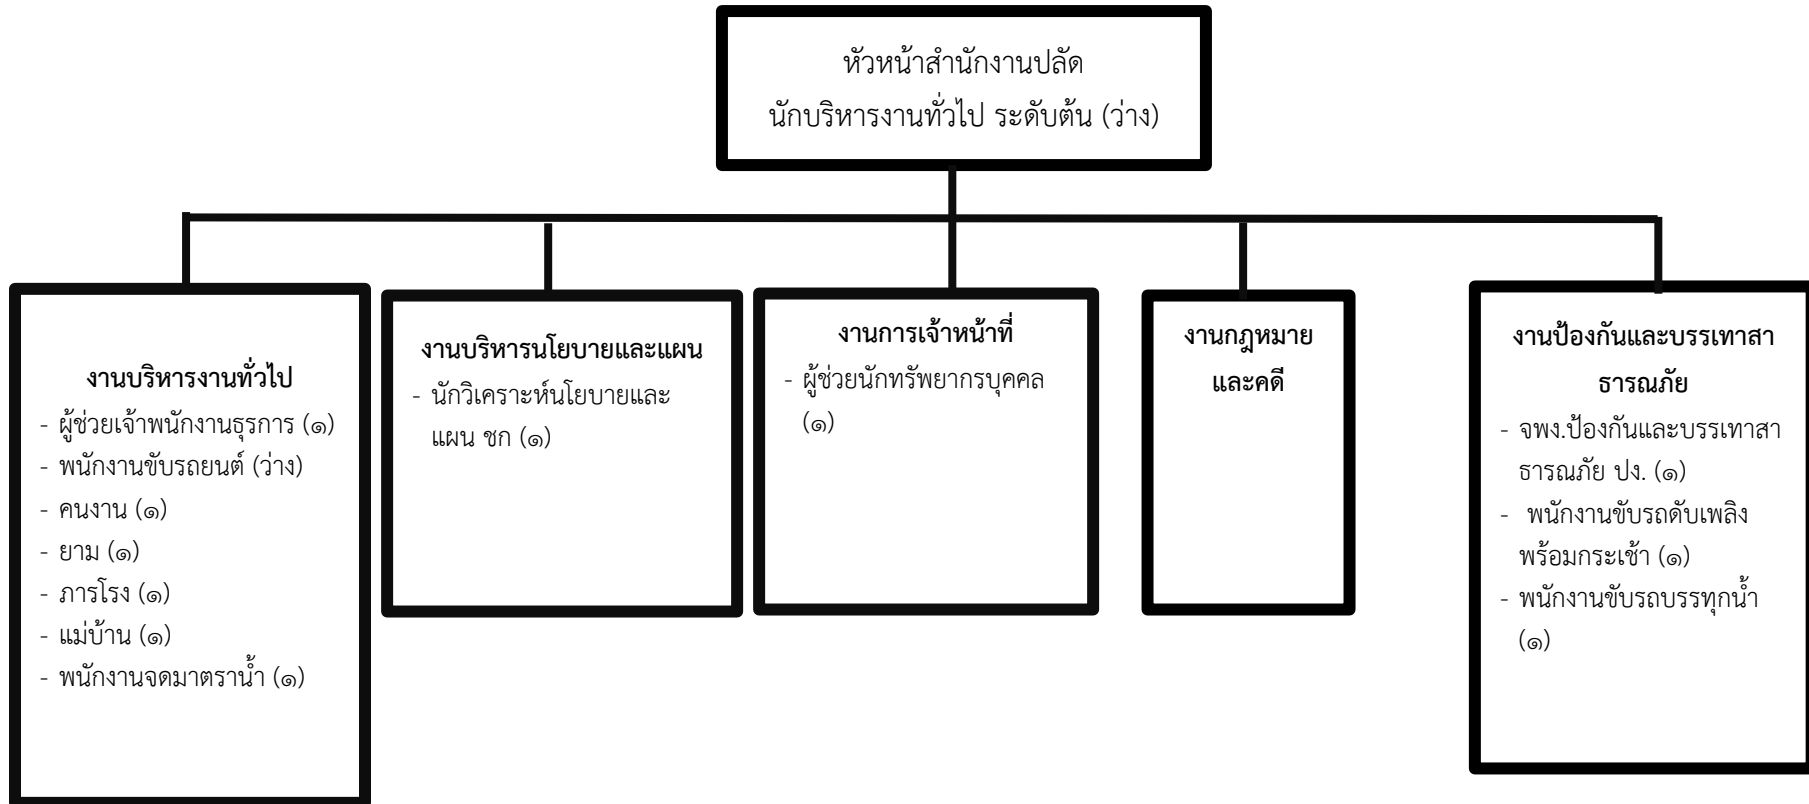 หัวหน้าสำนักงานปลัด
นักบริหารงานทั่วไป ระดับต้น (ว่าง)
งานบริหารงานทั่วไป
- ผู้ช่วยเจ้าพนักงานธุรการ (๑)
- พนักงานขับรถยนต์ (ว่าง)
- คนงาน (๑)
- ยาม (๑)
- ภารโรง (๑)
- แม่บ้าน (๑)
- พนักงานจดมาตราน้ำ (๑)
งานบริหารนโยบายและแผน
- นักวิเคราะห์นโยบายและ
แผน ชก (๑)
งานการเจ้าหน้าที่
- ผู้ช่วยนักทรัพยากรบุคคล
(๑)
งานกฎหมาย
และคดี
งานป้องกันและบรรเทาสา
ธารณภัย
- จพง.ป้องกันและบรรเทาสา
ธารณภัย ปง. (๑)
- พนักงานขับรถดับเพลิง
พร้อมกระเช้า (๑)
- พนักงานขับรถบรรทุกน้ำ
(๑)